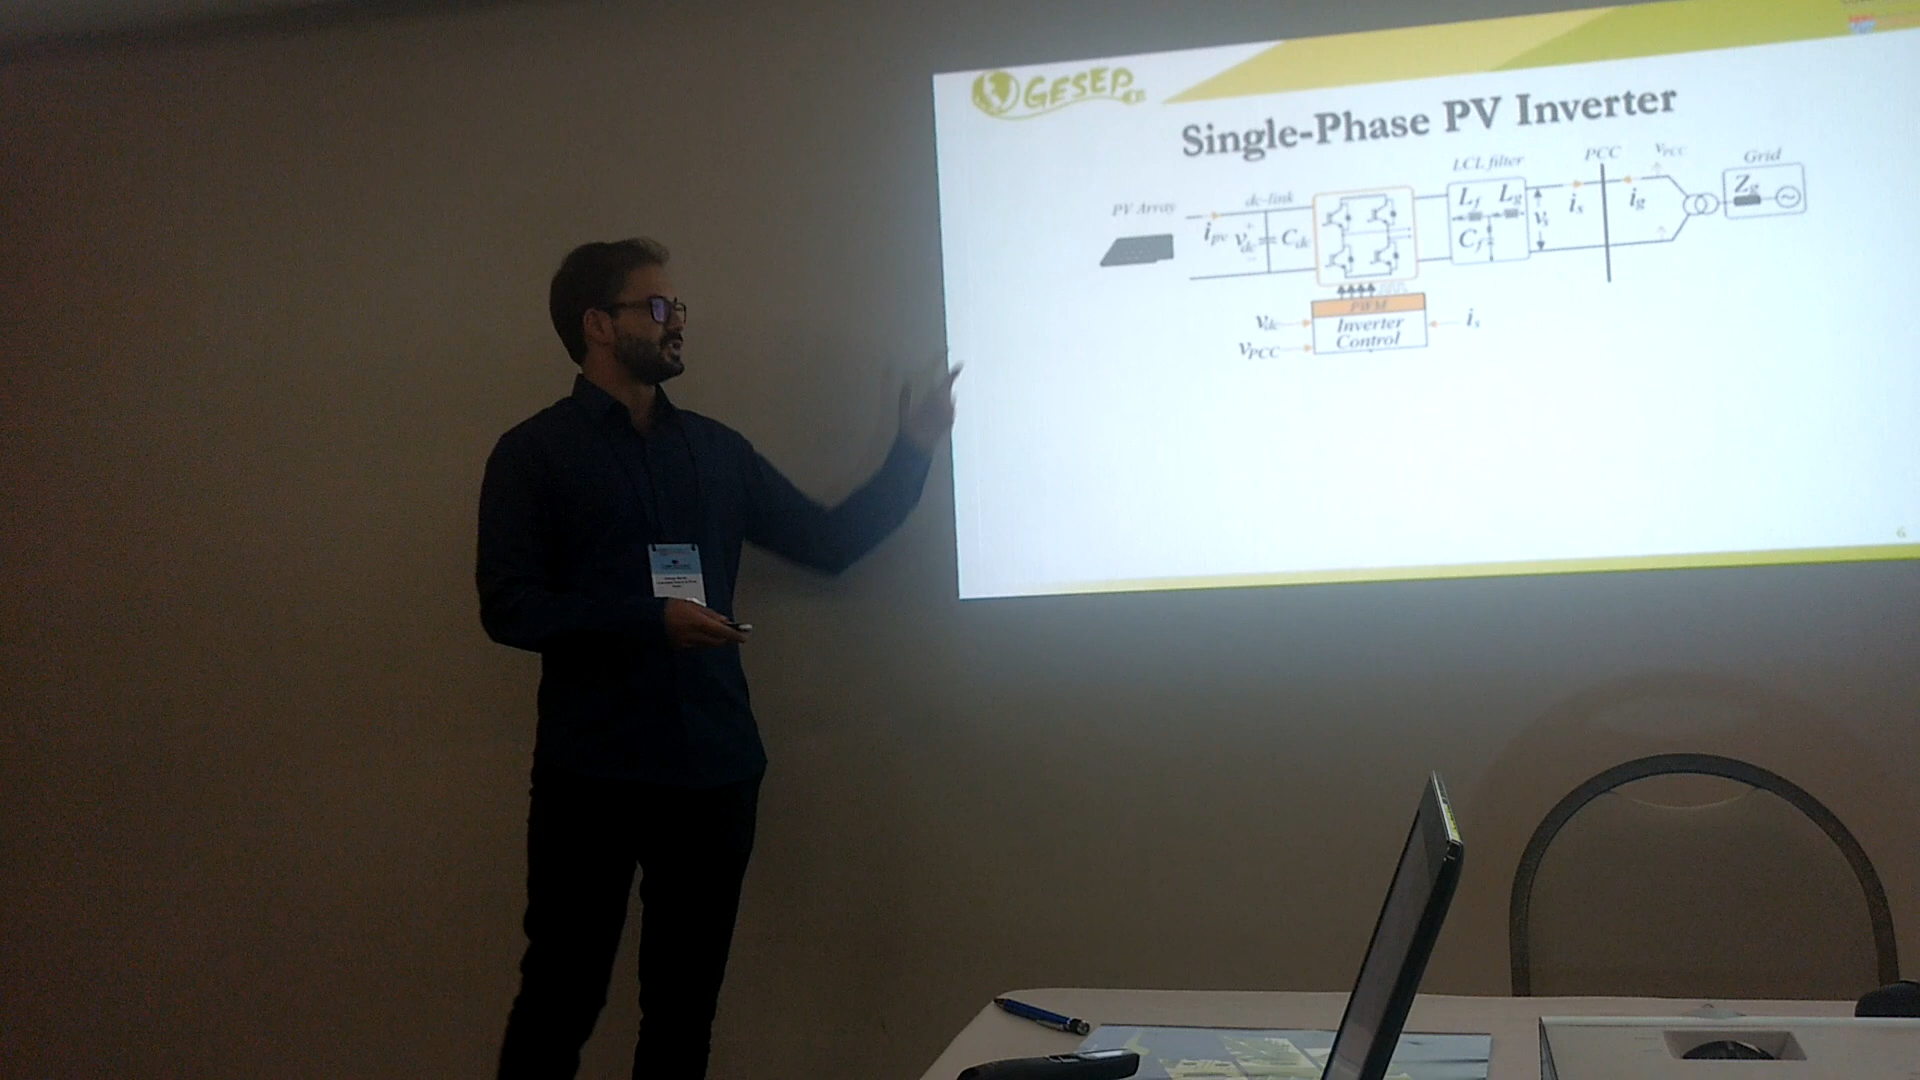 GESEP
Single-Phase PV Inverter
LCL filter
PCC
vPCC
Grid
PV Array
dc-link
ipv
vdc
Cdc
Lf
Lg
Cf
vs
is
ig
Zg
PWM
Inverter
Control
vdc
vPCC
is
6